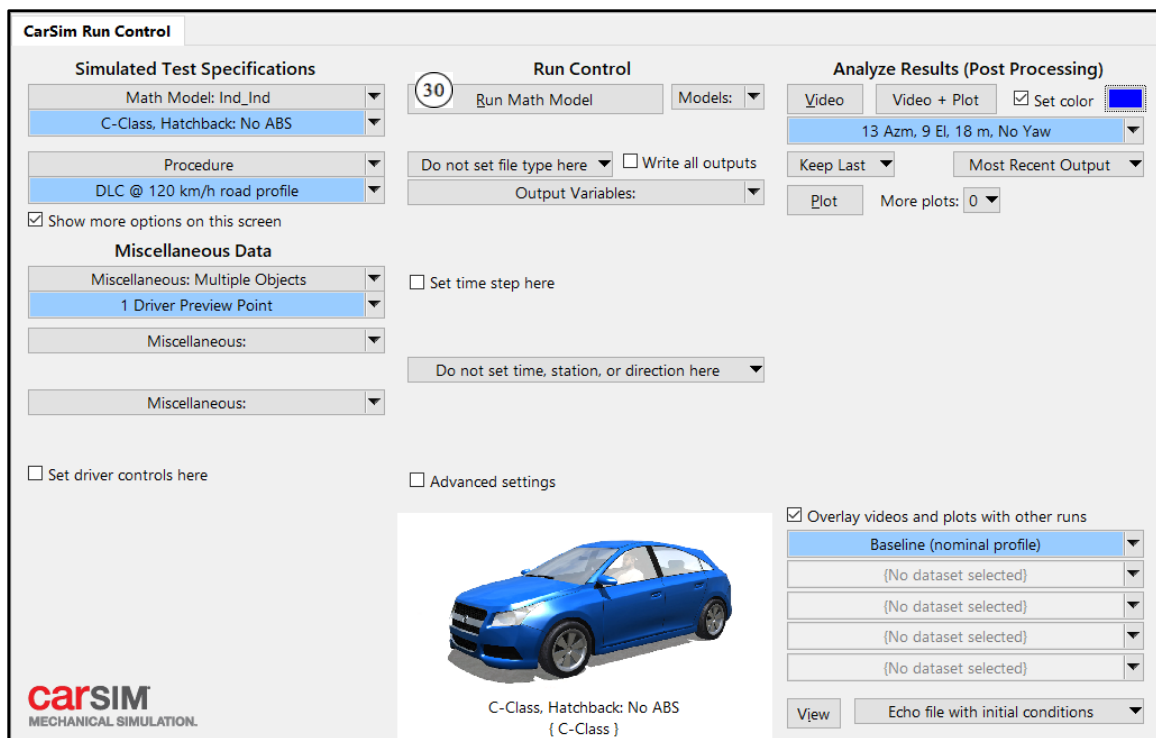 CarSim Run Control
Simulated Test Specifications
Math Model: Ind_Ind
C-Class, Hatchback: No ABS
Procedure
DLC @ 120 km/h road profile
Show more options on this screen
Miscellaneous Data
Miscellaneous: Multiple Objects
1 Driver Preview Point
Miscellaneous:
Miscellaneous:
Set driver controls here
carSIM
MECHANICAL SIMULATION.
Run Control
30
Run Math Model
Models:
Do not set file type here
Write all outputs
Output Variables:
Set time step here
Do not set time, station, or direction here
Advanced settings
C-Class, Hatchback: No ABS
{ C-Class }
Analyze Results (Post Processing)
Video
Video + Plot
Set color
13 Azm, 9 El, 18 m, No Yaw
Keep Last
Most Recent Output
Plot
More plots:
0
Overlay videos and plots with other runs
Baseline (nominal profile)
{No dataset selected}
{No dataset selected}
{No dataset selected}
{No dataset selected}
View
Echo file with initial conditions